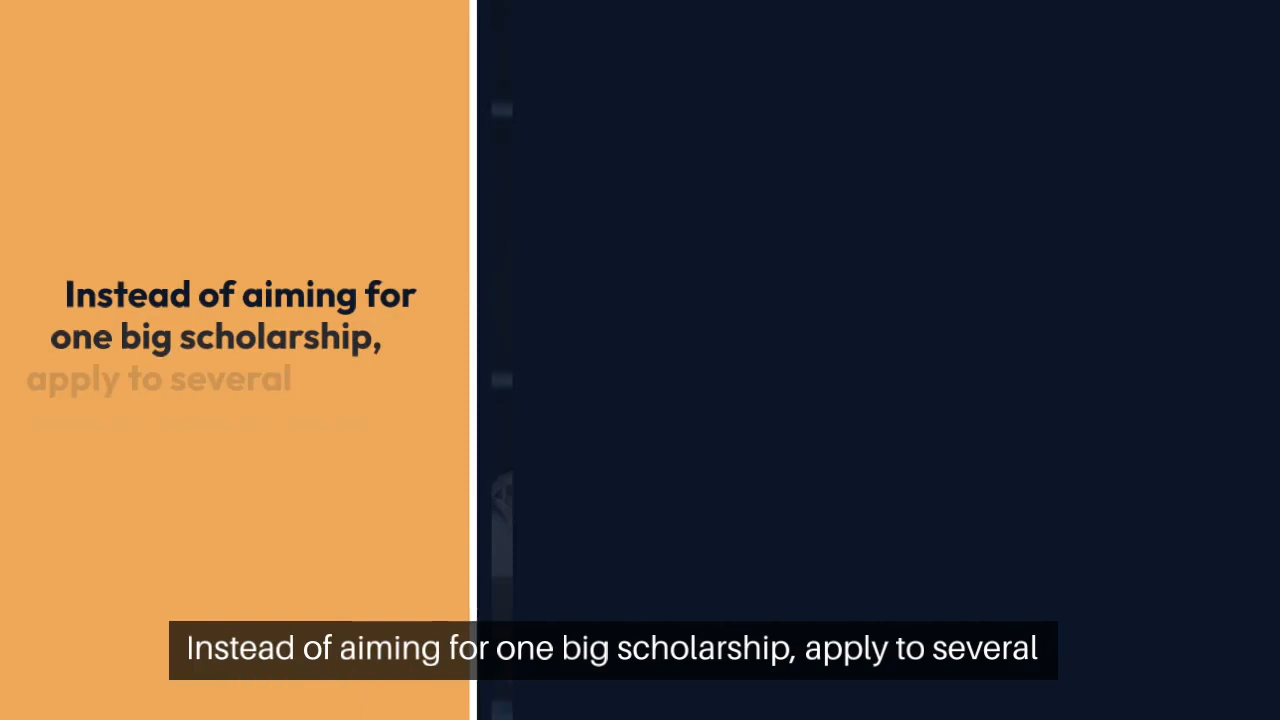 Instead of aiming for
one big scholarship,
apply to several
Instead of aiming for one big scholarship, apply to several